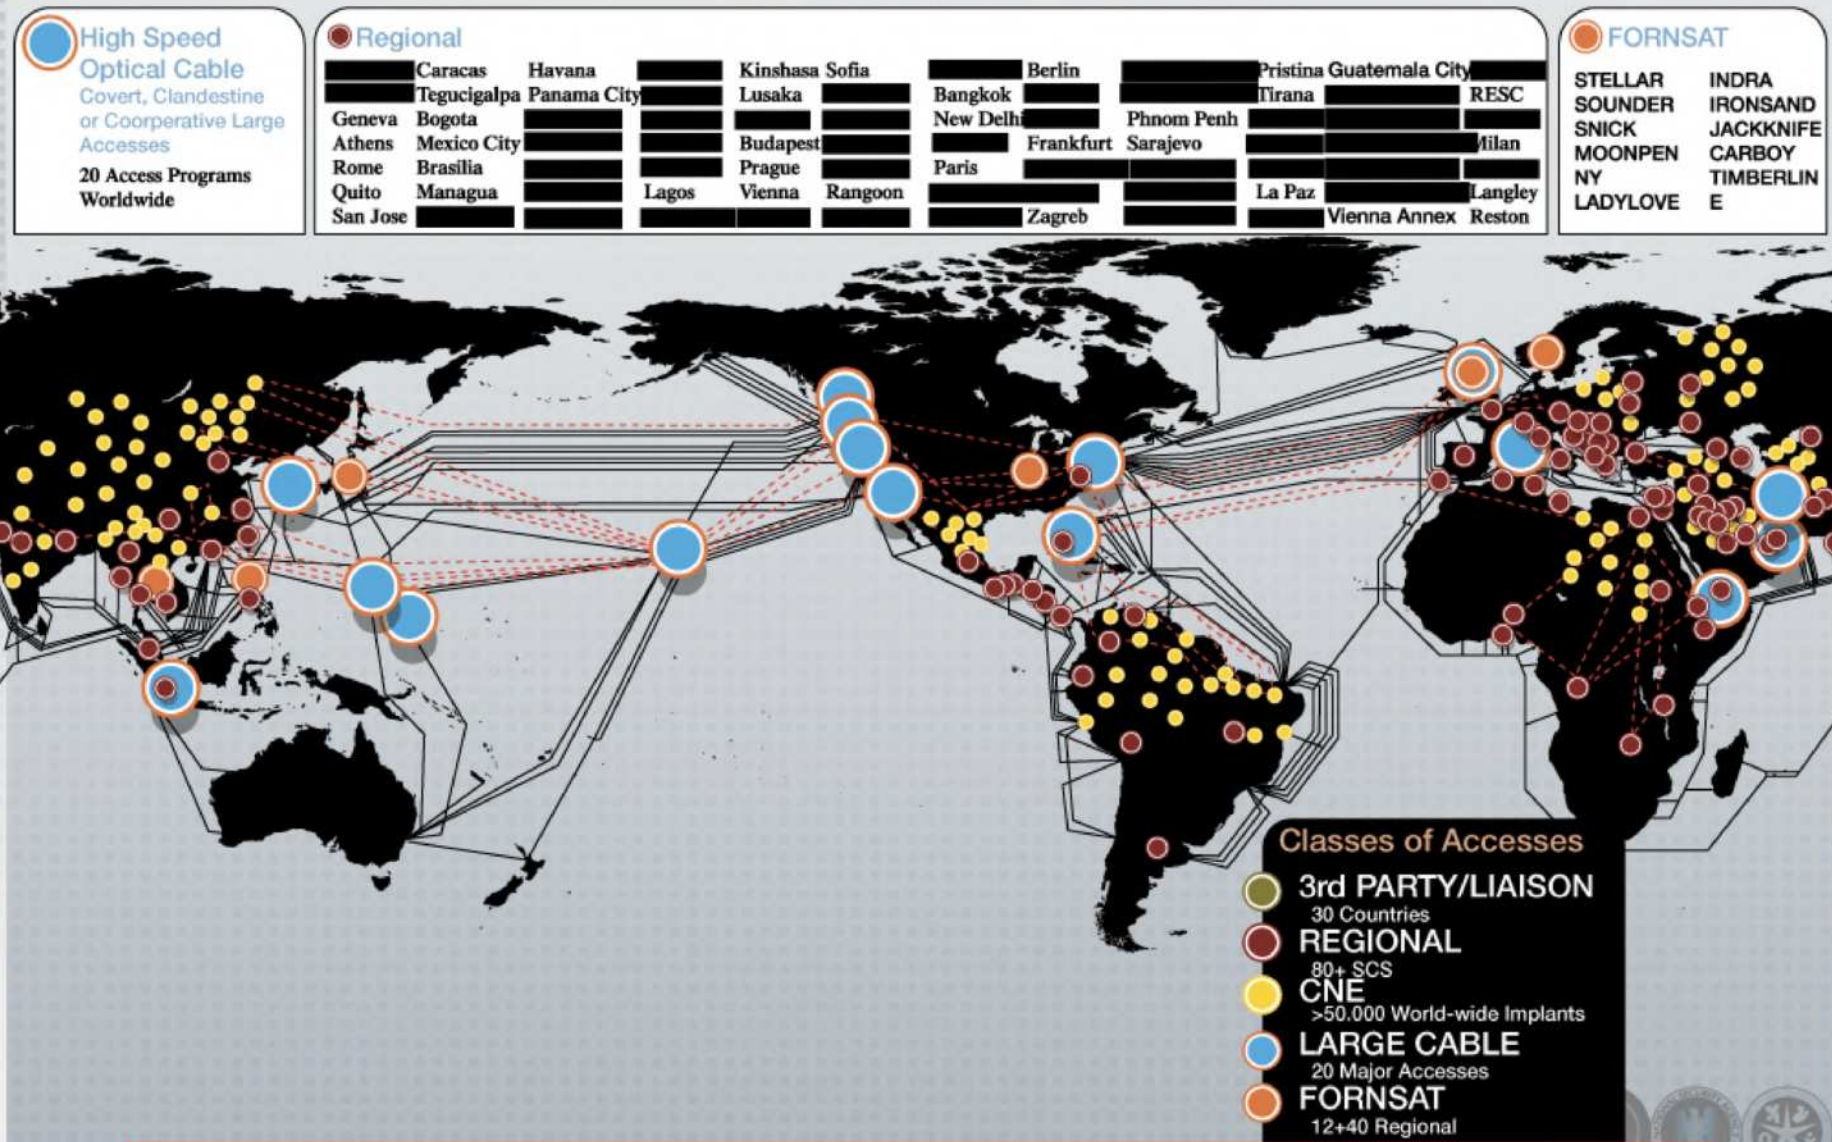 High Speed
Optical Cable
Covert, Clandestine
or Coorperative Large
Accesses
20 Access Programs
Worldwide
Regional
Caracas Havana Kinshasa Sofia Berlin Pristina Guatemala City
Tegucigalpa Panama City Lusaka Bangkok Tirana RESC
Geneva Bogota New Delhi Phnom Penh
Athens Mexico City Budapest Frankfurt Sarajevo Milan
Rome Brasilia Prague Paris
Quito Managua Lagos Vienna Rangoon La Paz Langley
San Jose Zagreb Vienna Annex Reston
FORNSAT
STELLAR INDRA
SOUNDER IRONSAND
SNICK JACKKNIFE
MOONPEN CARBOY
NY TIMBERLIN
LADYLOVE E
Classes of Accesses
3rd PARTY/LIAISON
30 Countries
REGIONAL
80+ SCS
CNE
>50.000 World-wide Implants
LARGE CABLE
20 Major Accesses
FORNSAT
12+40 Regional